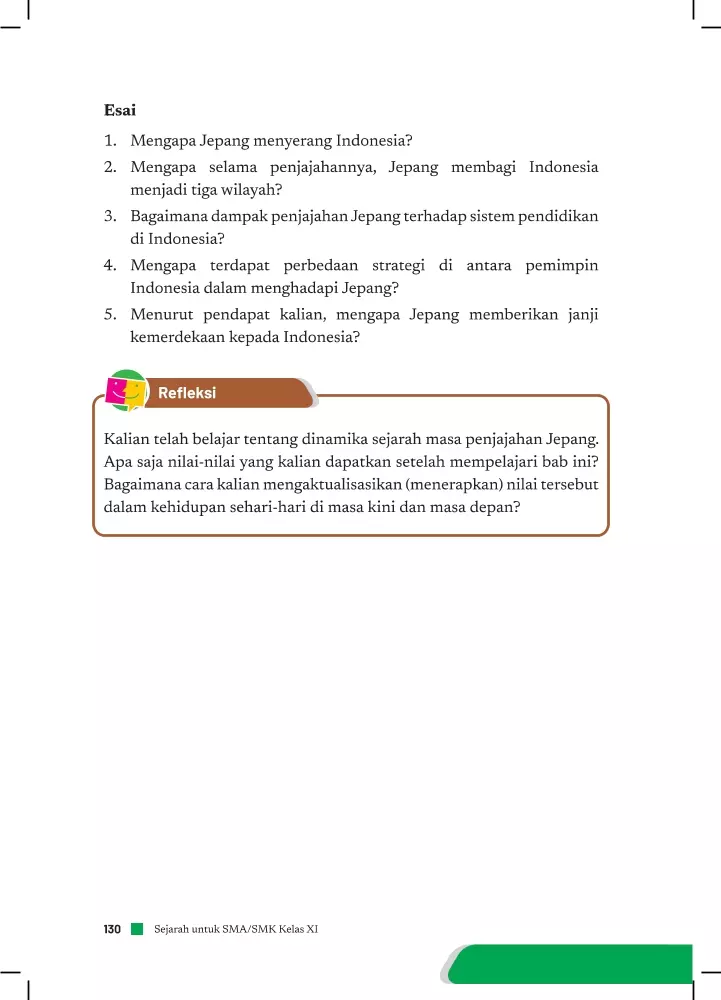 Esai
1. Mengapa Jepang menyerang Indonesia?
2. Mengapa selama penjajahannya, Jepang membagi Indonesia
menjadi tiga wilayah?
3. Bagaimana dampak penjajahan Jepang terhadap sistem pendidikan
di Indonesia?
4. Mengapa terdapat perbedaan strategi di antara pemimpin
Indonesia dalam menghadapi Jepang?
5. Menurut pendapat kalian, mengapa Jepang memberikan janji
kemerdekaan kepada Indonesia?
Refleksi
Kalian telah belajar tentang dinamika sejarah masa penjajahan Jepang.
Apa saja nilai-nilai yang kalian dapatkan setelah mempelajari bab ini?
Bagaimana cara kalian mengaktualisasikan (menerapkan) nilai tersebut
dalam kehidupan sehari-hari di masa kini dan masa depan?
130 Sejarah untuk SMA/SMK Kelas XI